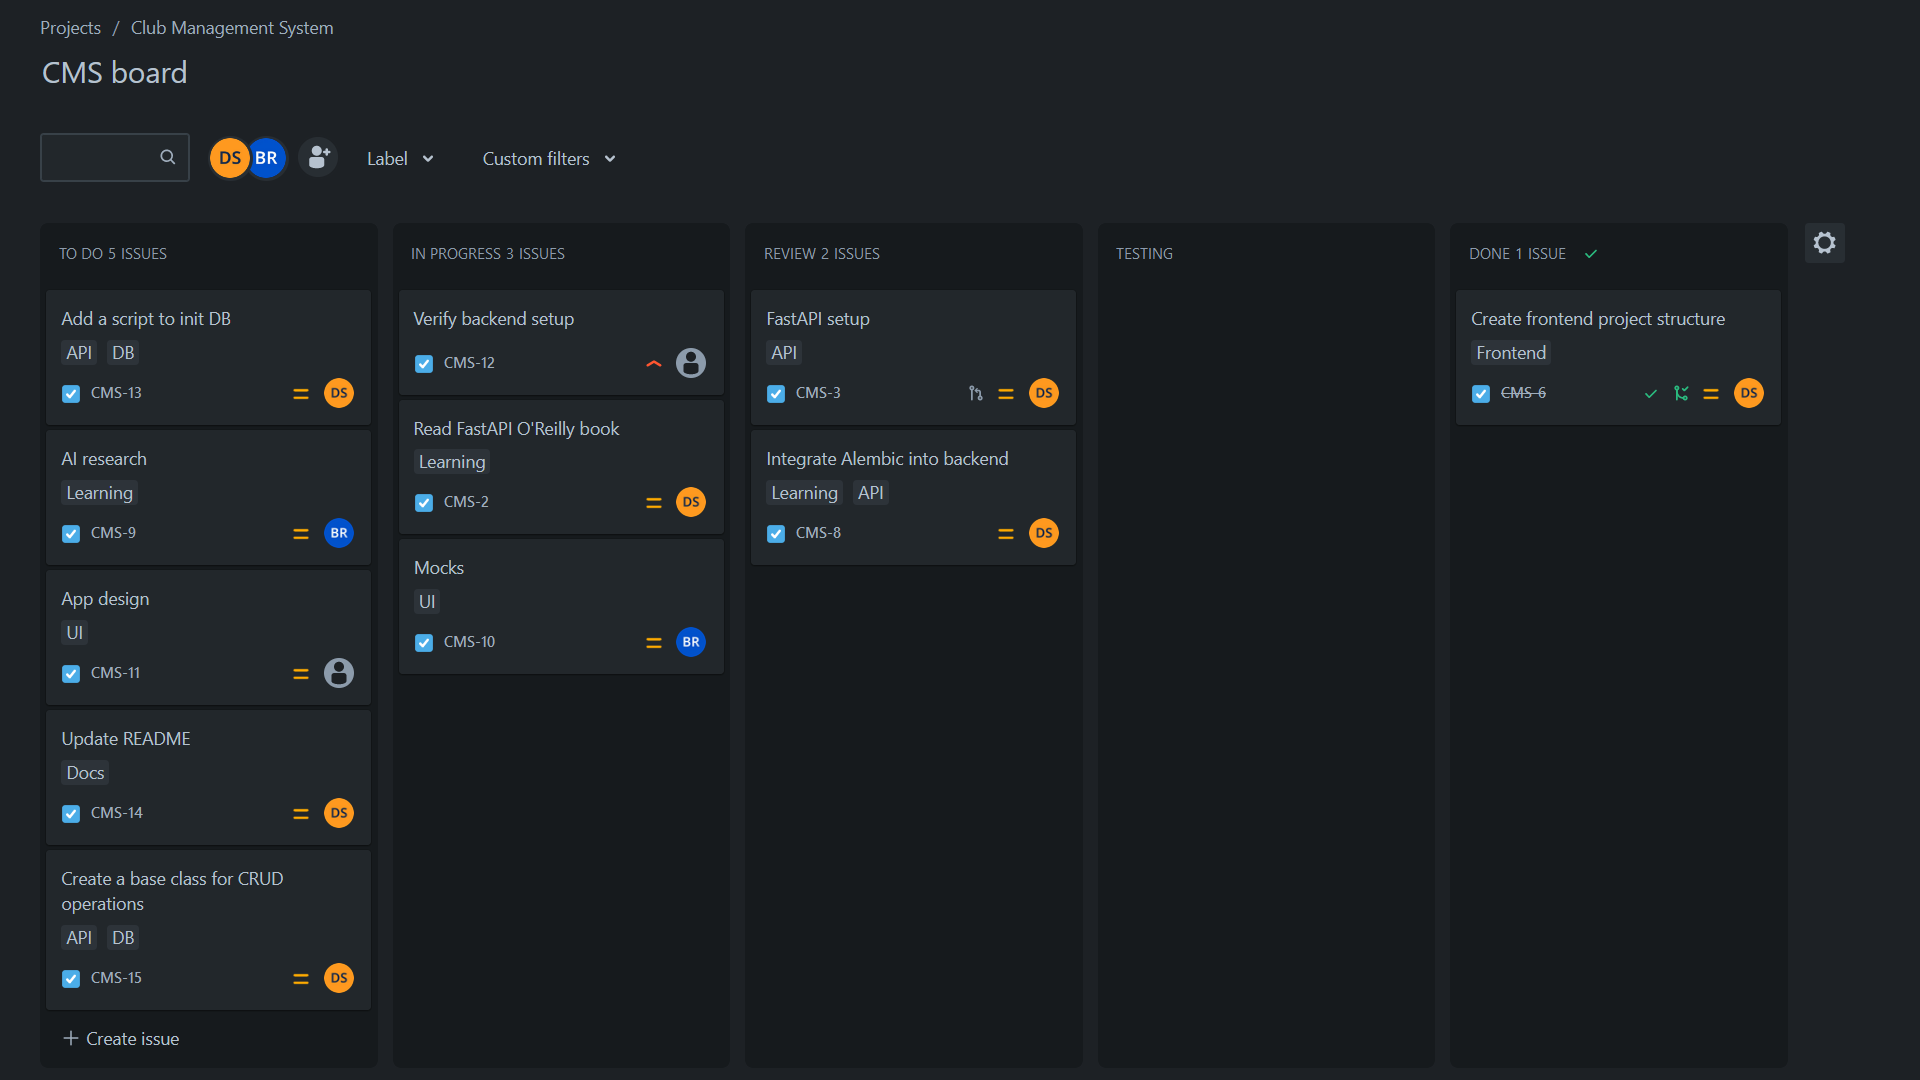 Projects / Club Management System
CMS board
DS BR Label Custom filters
TO DO 5 ISSUES
Add a script to init DB
API DB
CMS-13 DS
AI research
Learning
CMS-9 BR
App design
UI
CMS-11
Update README
Docs
CMS-14 DS
Create a base class for CRUD
operations
API DB
CMS-15 DS
Create issue
IN PROGRESS 3 ISSUES
Verify backend setup
CMS-12
Read FastAPI O'Reilly book
Learning
CMS-2 DS
Mocks
UI
CMS-10 BR
REVIEW 2 ISSUES
FastAPI setup
API
CMS-3 DS
Integrate Alembic into backend
Learning API
CMS-8 DS
TESTING
DONE 1 ISSUE
Create frontend project structure
Frontend
CMS-6 DS